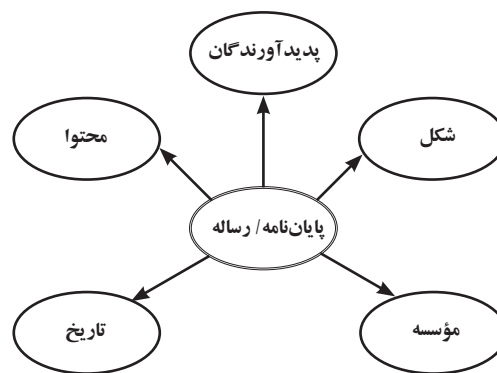 پدیدآورندگان
شکل
محتوا
پایان‌نامه/ رساله
مؤسسه
تاریخ